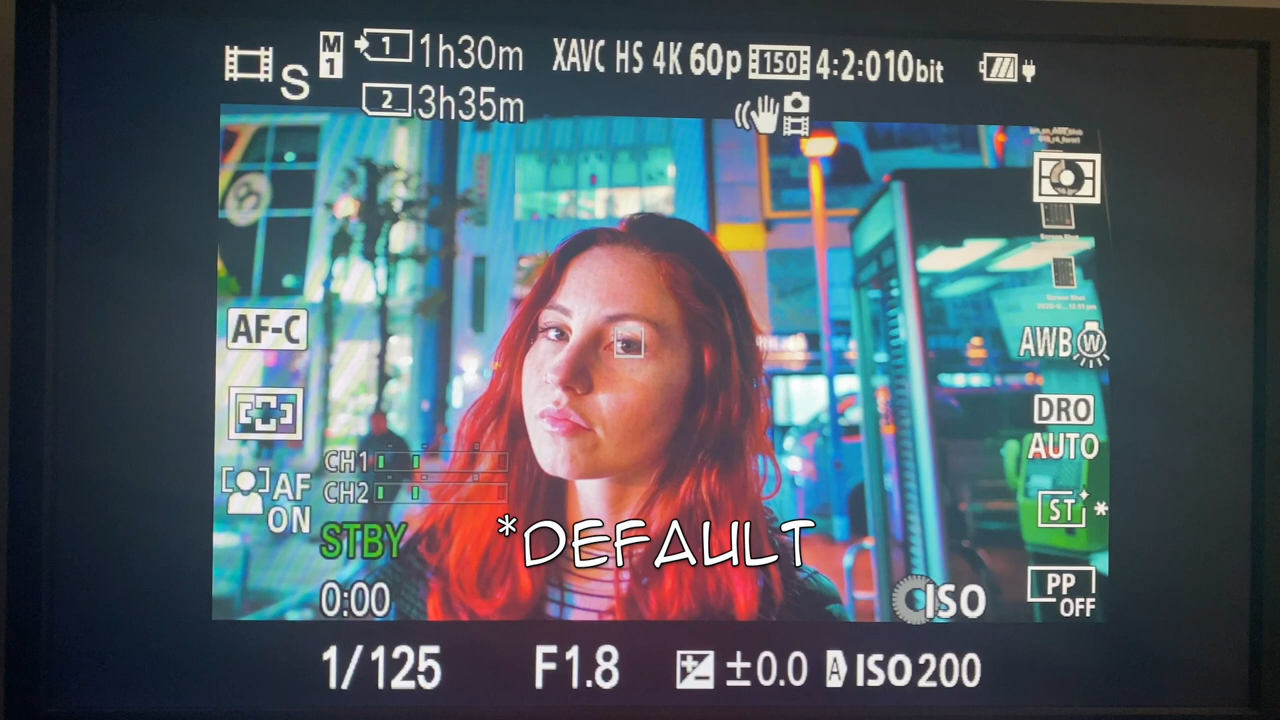 S M1 1 1h30m XAVC HS 4K 60p 150 4:2:0 10bit
2 3h35m
AF-C
AWB W
DRO
AUTO
CH1
CH2
AF
ON
ST *
STBY
*DEFAULT
0:00
ISO
PP
OFF
1/125 F1.8 ±0.0 A ISO 200